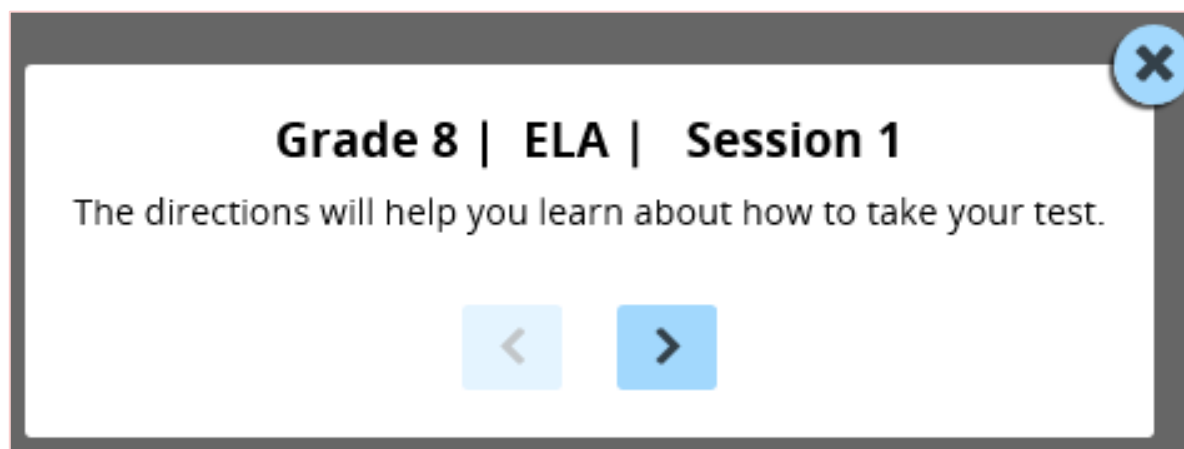 Grade 8 | ELA | Session 1
The directions will help you learn about how to take your test.